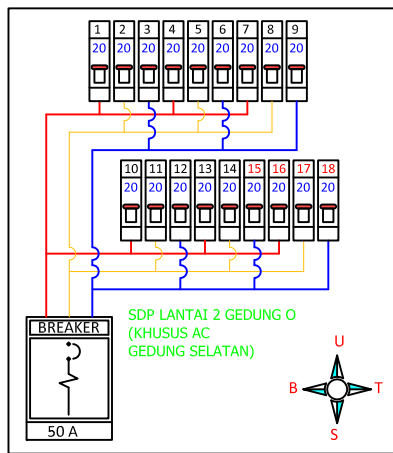 1 2 3 4 5 6 7 8 9
20 20 20 20 20 20 20 20 20
10 11 12 13 14 15 16 17 18
20 20 20 20 20 20 20 20 20
SDP LANTAI 2 GEDUNG O
(KHUSUS AC
GEDUNG SELATAN)
BREAKER
50 A
U
B T
S